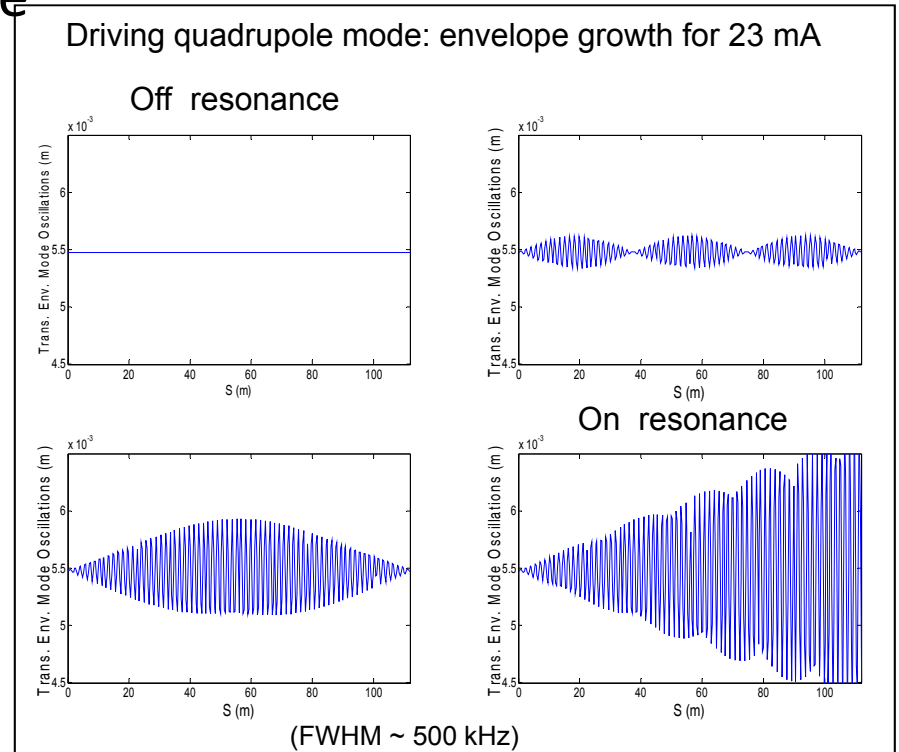 e
Driving quadrupole mode: envelope growth for 23 mA
Off resonance
x 10-3
Trans. Env. Mode Oscillations (m)
6
5.5
5
4.5
0 20 40 60 80 100
S (m)
x 10-3
Trans. Env. Mode Oscillations (m)
6
5.5
5
4.5
0 20 40 60 80 100
S (m)
On resonance
x 10-3
Trans. Env. Mode Oscillations (m)
6
5.5
5
4.5
0 20 40 60 80 100
S (m)
x 10-3
Trans. Env. Mode Oscillations (m)
6
5.5
5
4.5
0 20 40 60 80 100
S (m)
(FWHM ~ 500 kHz)